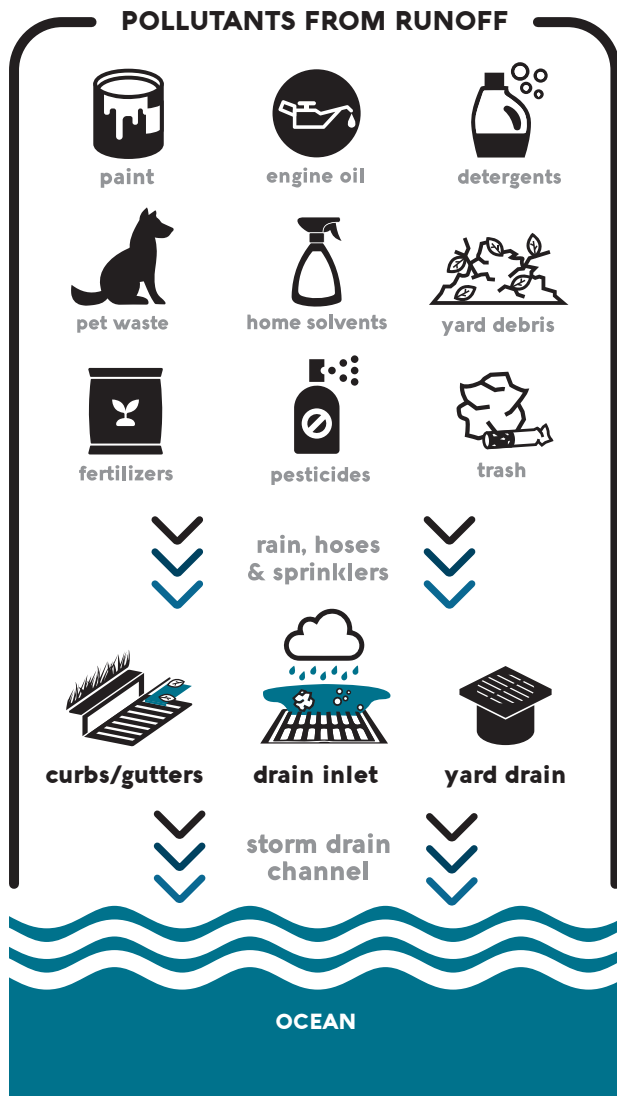 POLLUTANTS FROM RUNOFF
paint
engine oil
detergents
pet waste
home solvents
yard debris
fertilizers
pesticides
trash
rain, hoses
& sprinklers
curbs/gutters
drain inlet
yard drain
storm drain
channel
OCEAN